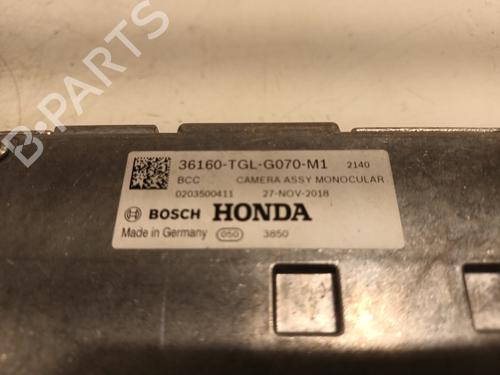 36160-TGL-G070-M1 2140
BCC CAMERA ASSY MONOCULAR
0203500411 27-NOV-2018
BOSCH HONDA
Made in Germany 050 3850
B-PARTS